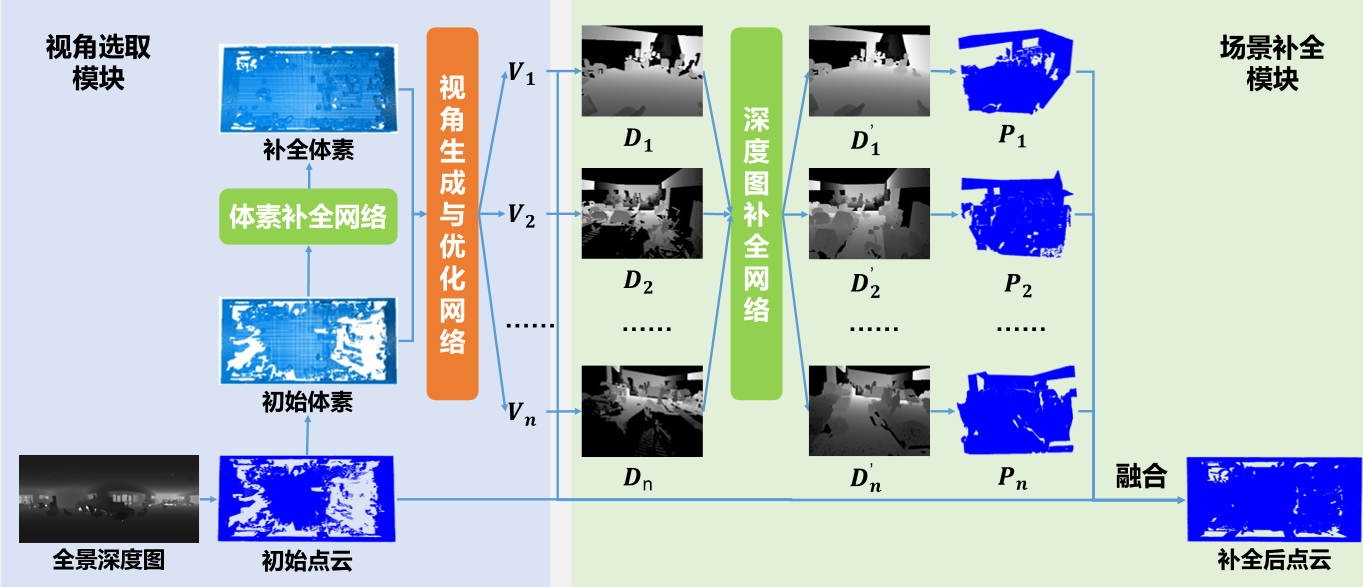 视角选取
模块
补全体素
体素补全网络
初始体素
全景深度图
初始点云
视角生成与优化网络
V1
V2
......
Vn
D1
D2
......
Dn
深度图补全网络
D1'
D2'
......
Dn'
P1
P2
......
Pn
场景补全
模块
融合
补全后点云